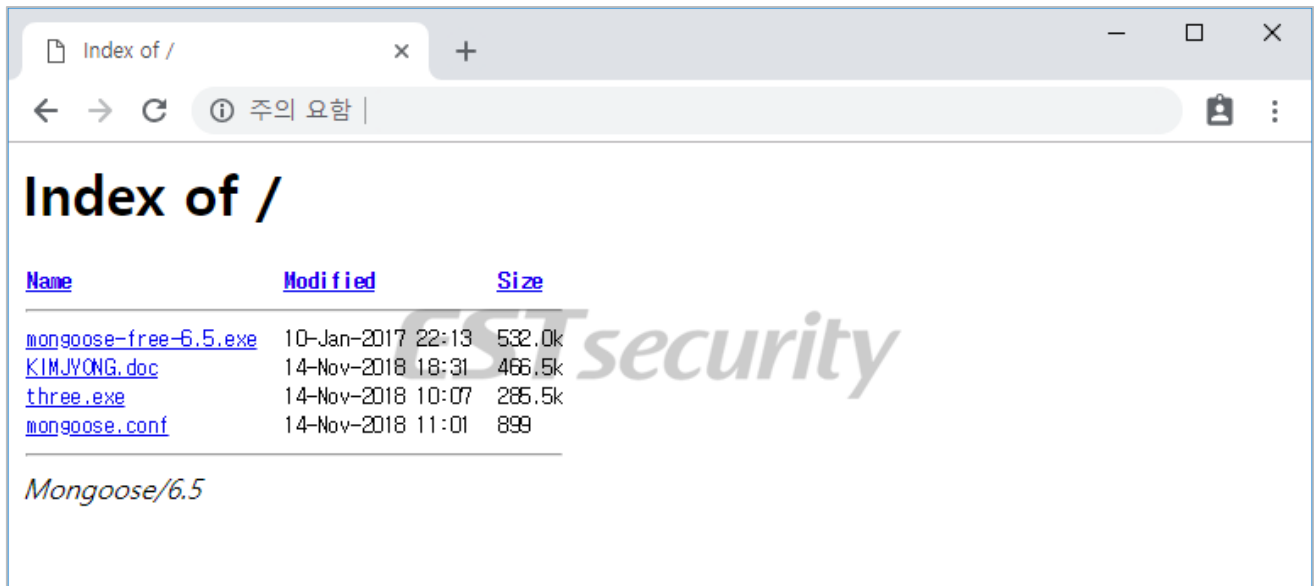 Index of /
주의 요함
Index of /
Name Modified Size
mongoose-free-6.5.exe 10-Jan-2017 22:13 532.0k
KIMJYONG.doc 14-Nov-2018 18:31 466.5k
three.exe 14-Nov-2018 10:07 285.5k
mongoose.conf 14-Nov-2018 11:01 899
ESTsecurity
Mongoose/6.5